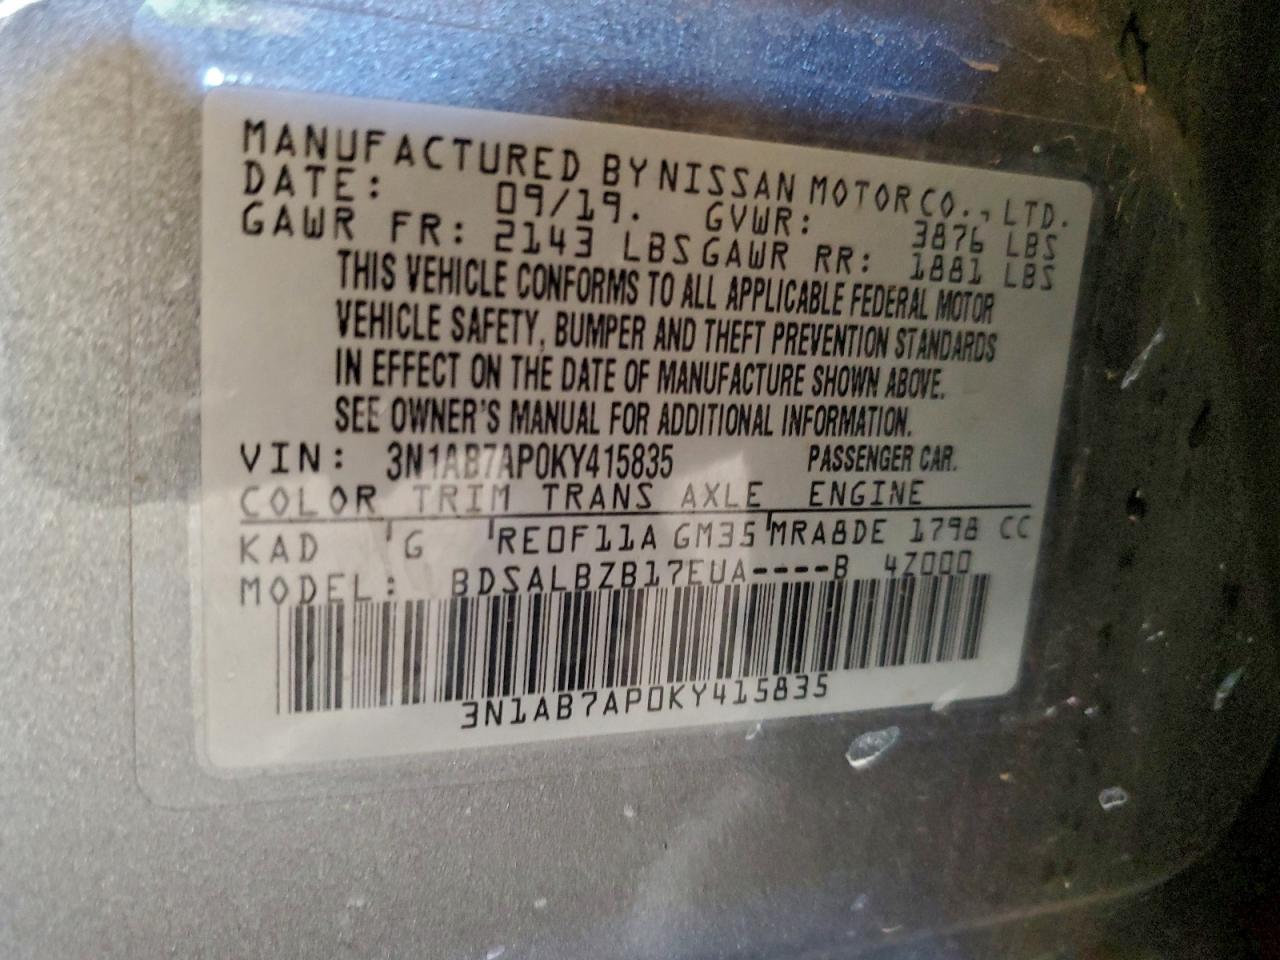 MANUFACTURED BY NISSAN MOTOR CO., LTD.
DATE: 09/19. GVWR: 3876 LBS
GAWR FR: 2143 LBS GAWR RR: 1881 LBS
THIS VEHICLE CONFORMS TO ALL APPLICABLE FEDERAL MOTOR
VEHICLE SAFETY, BUMPER AND THEFT PREVENTION STANDARDS
IN EFFECT ON THE DATE OF MANUFACTURE SHOWN ABOVE.
SEE OWNER'S MANUAL FOR ADDITIONAL INFORMATION.
VIN: 3N1AB7AP0KY415835 PASSENGER CAR.
COLOR TRIM TRANS AXLE ENGINE
KAD G RE0F11A GM35 MRA8DE 1798 CC
MODEL: BDSALBZB17EUA----B 4Z000
3N1AB7AP0KY415835